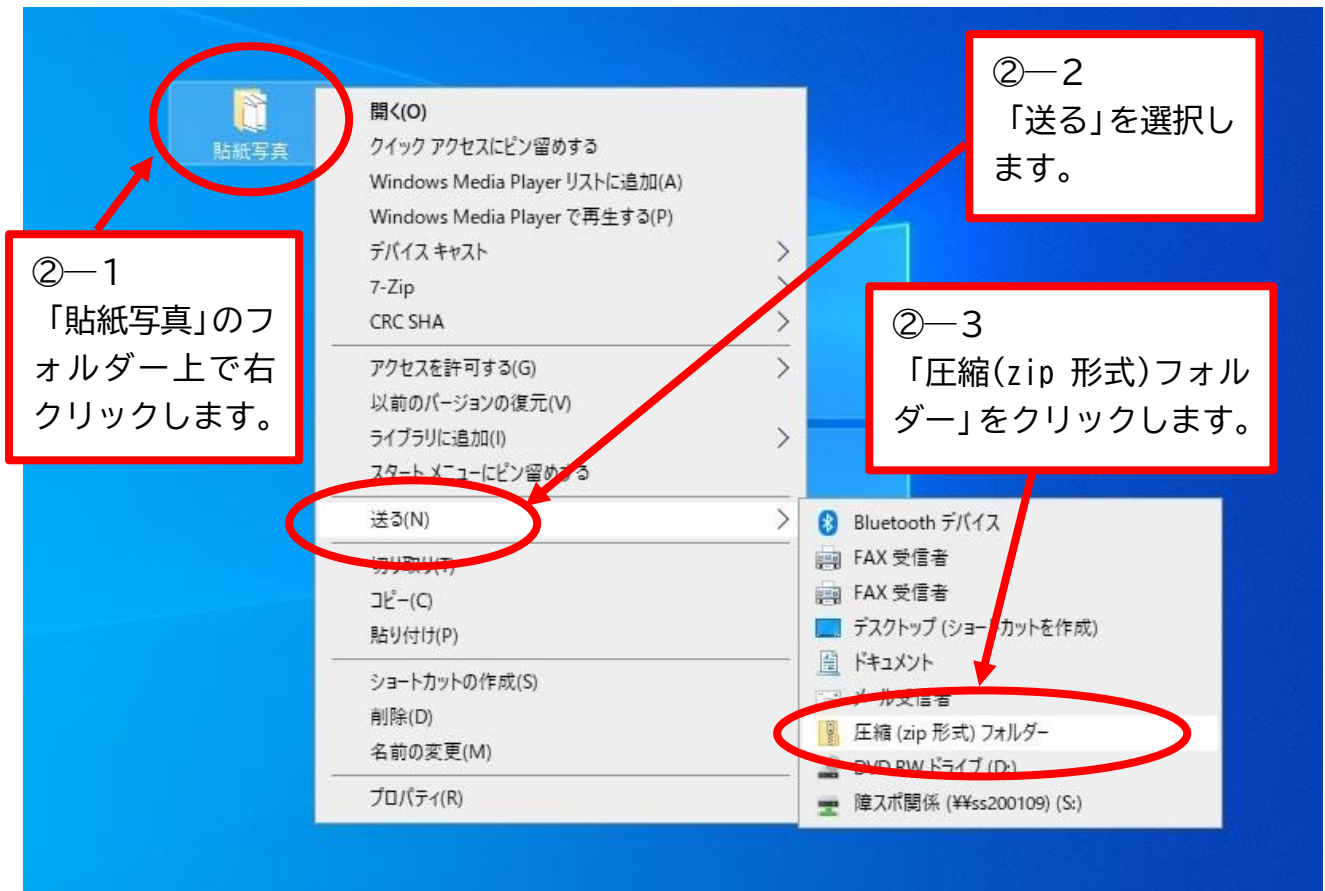 貼紙写真
②―1
「貼紙写真」のフ
ォルダー上で右
クリックします。
開く(O)
クイック アクセスにピン留めする
Windows Media Player リストに追加(A)
Windows Media Player で再生する(P)
デバイス キャスト
7-Zip
CRC SHA
アクセスを許可する(G)
以前のバージョンの復元(V)
ライブラリに追加(I)
スタート メニューにピン留めする
送る(N)
切り取り(T)
コピー(C)
貼り付け(P)
ショートカットの作成(S)
削除(D)
名前の変更(M)
プロパティ(R)
②―2
「送る」を選択し
ます。
②―3
「圧縮(zip 形式)フォル
ダー」をクリックします。
Bluetooth デバイス
FAX 受信者
FAX 受信者
デスクトップ (ショートカットを作成)
ドキュメント
メール受信者
圧縮 (zip 形式) フォルダー
DVD RW ドライブ (D:)
障スポ関係 (¥¥ss200109) (S:)